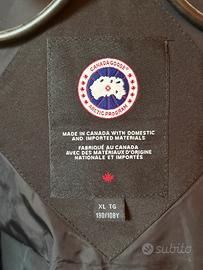 CANADA GOOSE®
ARCTIC PROGRAM
MADE IN CANADA WITH DOMESTIC
AND IMPORTED MATERIALS
FABRIQUÉ AU CANADA
AVEC DES MATÉRIAUX D'ORIGINE
NATIONALE ET IMPORTÉS
XL TG
190/108Y
subito